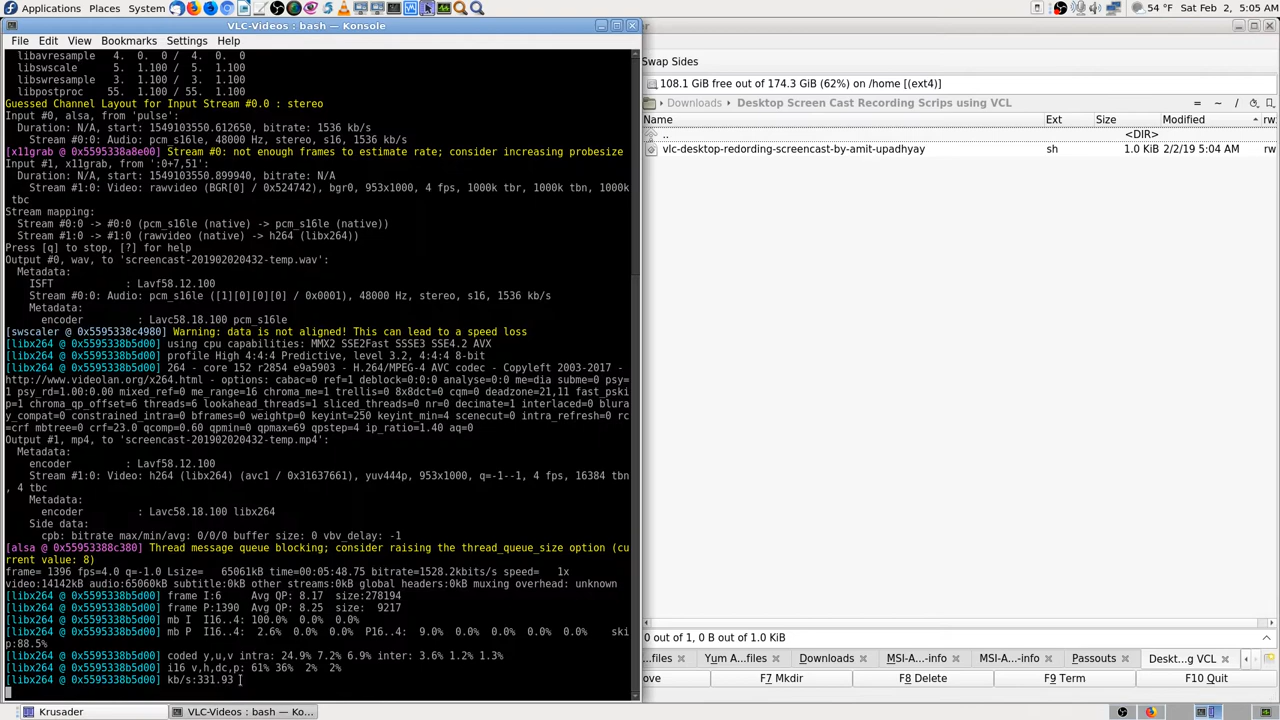 Applications Places System 54 °F Sat Feb 2, 5:05 AM
VLC-Videos : bash — Konsole
File Edit View Bookmarks Settings Help
libavresample 4. 0. 0 / 4. 0. 0
libswscale 5. 1.100 / 5. 1.100
libswresample 3. 1.100 / 3. 1.100
libpostproc 55. 1.100 / 55. 1.100
Guessed Channel Layout for Input Stream #0.0 : stereo
Input #0, alsa, from 'pulse':
Duration: N/A, start: 1549103550.612650, bitrate: 1536 kb/s
Stream #0:0: Audio: pcm_s16le, 48000 Hz, stereo, s16, 1536 kb/s
[x11grab @ 0x5595338a8e00] Stream #0: not enough frames to estimate rate; consider increasing probesize
Input #1, x11grab, from ':0+7,51':
Duration: N/A, start: 1549103550.899940, bitrate: N/A
Stream #1:0: Video: rawvideo (BGR[0] / 0x524742), bgr0, 953x1000, 4 fps, 1000k tbr, 1000k tbn, 1000k
tbc
Stream mapping:
Stream #0:0 -> #0:0 (pcm_s16le (native) -> pcm_s16le (native))
Stream #1:0 -> #1:0 (rawvideo (native) -> h264 (libx264))
Press [q] to stop, [?] for help
Output #0, wav, to 'screencast-201902020432-temp.wav':
Metadata:
ISFT : Lavf58.12.100
Stream #0:0: Audio: pcm_s16le ([1][0][0][0] / 0x0001), 48000 Hz, stereo, s16, 1536 kb/s
Metadata:
encoder : Lavc58.18.100 pcm_s16le
[swscaler @ 0x5595338c4980] Warning: data is not aligned! This can lead to a speed loss
[libx264 @ 0x5595338b5d00] using cpu capabilities: MMX2 SSE2Fast SSSE3 SSE4.2 AVX
[libx264 @ 0x5595338b5d00] profile High 4:4:4 Predictive, level 3.2, 4:4:4 8-bit
[libx264 @ 0x5595338b5d00] 264 - core 152 r2854 e9a5903 - H.264/MPEG-4 AVC codec - Copyleft 2003-2017 -
http://www.videolan.org/x264.html - options: cabac=0 ref=1 deblock=0:0:0 analyse=0:0 me=dia subme=0 psy=
1 psy_rd=1.00:0.00 mixed_ref=0 me_range=16 chroma_me=1 trellis=0 8x8dct=0 cqm=0 deadzone=21,11 fast_pski
p=1 chroma_qp_offset=6 threads=6 lookahead_threads=1 sliced_threads=0 nr=0 decimate=1 interlaced=0 blura
y_compat=0 constrained_intra=0 bframes=0 weightp=0 keyint=250 keyint_min=4 scenecut=0 intra_refresh=0 rc
=crf mbtree=0 crf=23.0 qcomp=0.60 qpmin=0 qpmax=69 qpstep=4 ip_ratio=1.40 aq=0
Output #1, mp4, to 'screencast-201902020432-temp.mp4':
Metadata:
encoder : Lavf58.12.100
Stream #1:0: Video: h264 (libx264) (avc1 / 0x31637661), yuv444p, 953x1000, q=-1--1, 4 fps, 16384 tbn
, 4 tbc
Metadata:
encoder : Lavc58.18.100 libx264
Side data:
cpb: bitrate max/min/avg: 0/0/0 buffer size: 0 vbv_delay: -1
[alsa @ 0x55953388c380] Thread message queue blocking; consider raising the thread_queue_size option (cu
rrent value: 8)
frame= 1396 fps=4.0 q=-1.0 Lsize= 65061kB time=00:05:48.75 bitrate=1528.2kbits/s speed= 1x
video:14142kB audio:65060kB subtitle:0kB other streams:0kB global headers:0kB muxing overhead: unknown
[libx264 @ 0x5595338b5d00] frame I:6 Avg QP: 8.17 size:278194
[libx264 @ 0x5595338b5d00] frame P:1390 Avg QP: 8.25 size: 9217
[libx264 @ 0x5595338b5d00] mb I I16..4: 100.0% 0.0% 0.0%
[libx264 @ 0x5595338b5d00] mb P I16..4: 2.6% 0.0% 0.0% P16..4: 9.0% 0.0% 0.0% 0.0% 0.0% ski
p:88.5%
[libx264 @ 0x5595338b5d00] coded y,u,v intra: 24.9% 7.2% 6.9% inter: 3.6% 1.2% 1.3%
[libx264 @ 0x5595338b5d00] i16 v,h,dc,p: 61% 36% 2% 2%
[libx264 @ 0x5595338b5d00] kb/s:331.93
r
Swap Sides
108.1 GiB free out of 174.3 GiB (62%) on /home [(ext4)]
› Downloads › Desktop Screen Cast Recording Scrips using VCL = ~ /
Name Ext Size Modified rw
.. <DIR>
vlc-desktop-redording-screencast-by-amit-upadhyay sh 1.0 KiB 2/2/19 5:04 AM rw
0 out of 1, 0 B out of 1.0 KiB
...files Yum A...files Downloads MSI-A...info MSI-A...info Passouts Deskt...g VCL
ove F7 Mkdir F8 Delete F9 Term F10 Quit
Krusader VLC-Videos : bash — Ko...